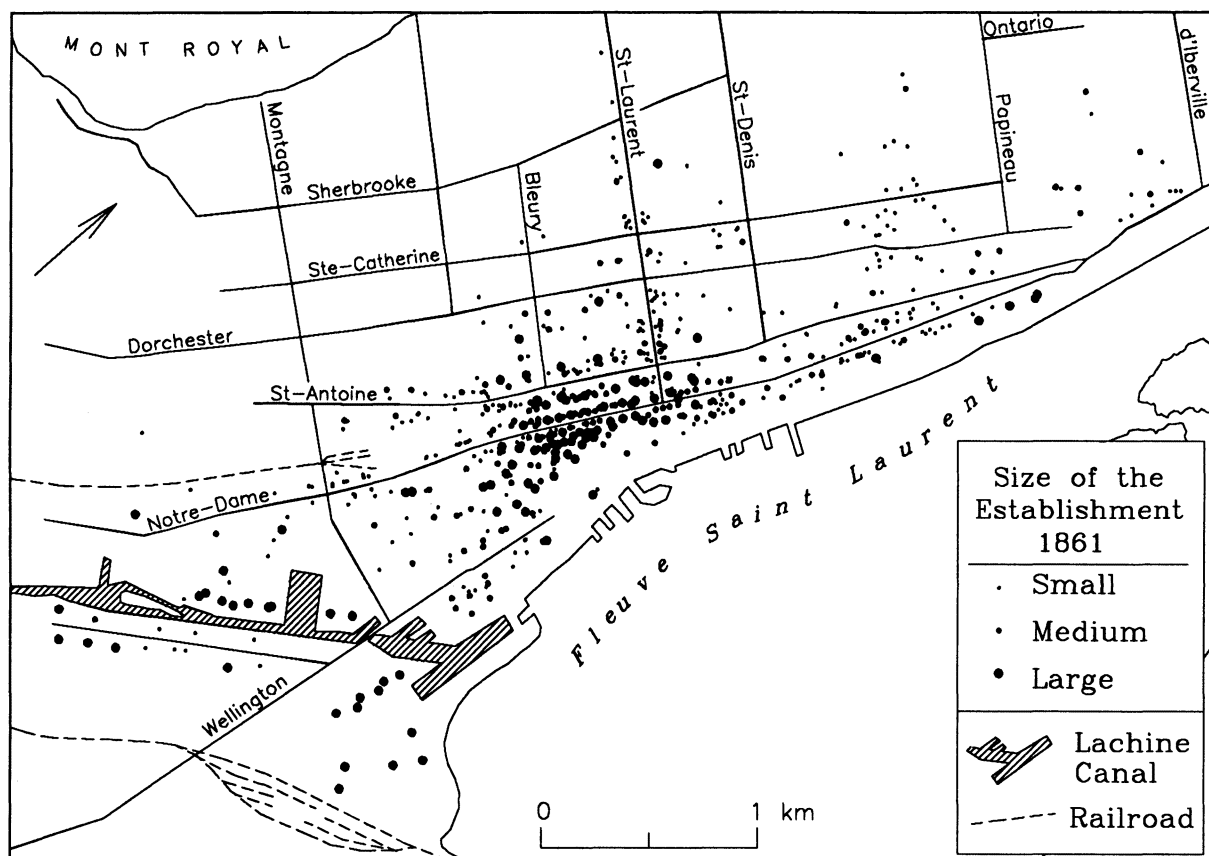 MONT ROYAL
Ontario
d'Iberville
St-Laurent
St-Denis
Montagne
Papineau
Bleury
Sherbrooke
Ste-Catherine
Dorchester
St-Antoine
Notre-Dame
Fleuve Saint Laurent
Wellington
0 1 km
Size of the
Establishment
1861
Small
Medium
Large
Lachine
Canal
Railroad